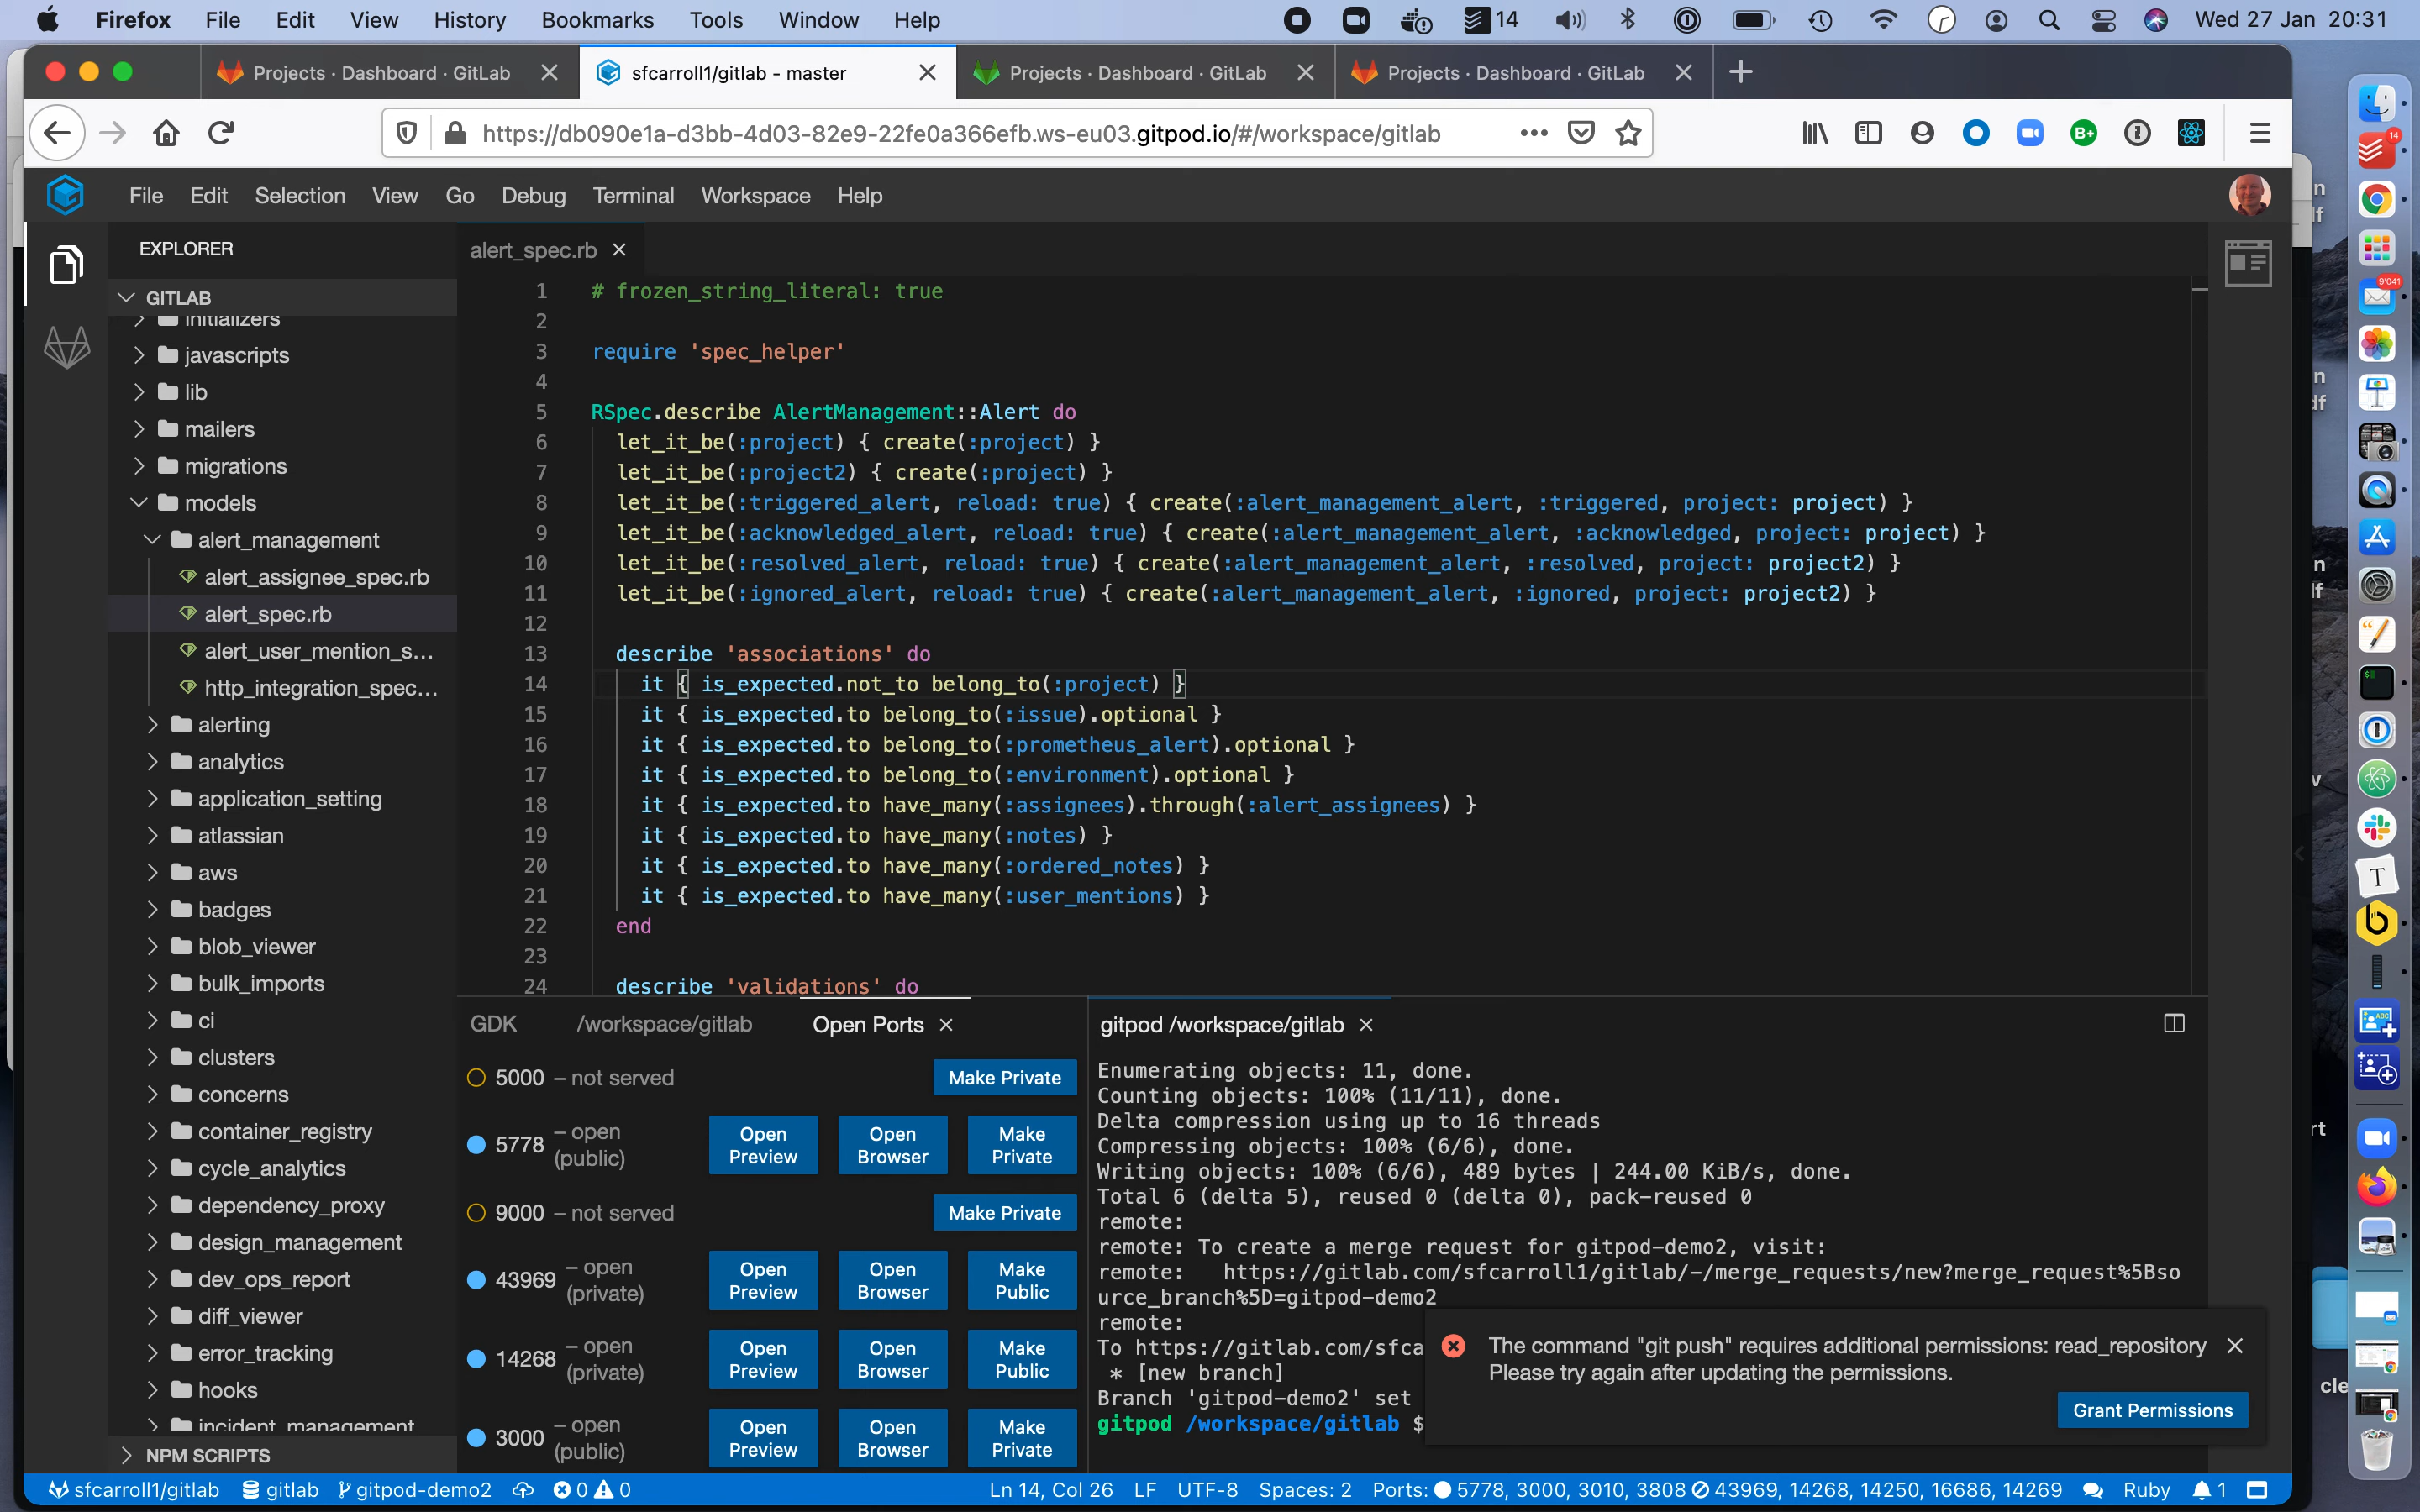 Firefox File Edit View History Bookmarks Tools Window Help 14 Wed 27 Jan 20:31
Projects · Dashboard · GitLab
sfcarroll1/gitlab - master
Projects · Dashboard · GitLab
Projects · Dashboard · GitLab
https://db090e1a-d3bb-4d03-82e9-22fe0a366efb.ws-eu03.gitpod.io/#/workspace/gitlab
File Edit Selection View Go Debug Terminal Workspace Help
EXPLORER
GITLAB
initializers
javascripts
lib
mailers
migrations
models
alert_management
alert_assignee_spec.rb
alert_spec.rb
alert_user_mention_s...
http_integration_spec...
alerting
analytics
application_setting
atlassian
aws
badges
blob_viewer
bulk_imports
ci
clusters
concerns
container_registry
cycle_analytics
dependency_proxy
design_management
dev_ops_report
diff_viewer
error_tracking
hooks
incident_management
NPM SCRIPTS
alert_spec.rb
1 # frozen_string_literal: true
2
3 require 'spec_helper'
4
5 RSpec.describe AlertManagement::Alert do
6 let_it_be(:project) { create(:project) }
7 let_it_be(:project2) { create(:project) }
8 let_it_be(:triggered_alert, reload: true) { create(:alert_management_alert, :triggered, project: project) }
9 let_it_be(:acknowledged_alert, reload: true) { create(:alert_management_alert, :acknowledged, project: project) }
10 let_it_be(:resolved_alert, reload: true) { create(:alert_management_alert, :resolved, project: project2) }
11 let_it_be(:ignored_alert, reload: true) { create(:alert_management_alert, :ignored, project: project2) }
12
13 describe 'associations' do
14 it { is_expected.not_to belong_to(:project) }
15 it { is_expected.to belong_to(:issue).optional }
16 it { is_expected.to belong_to(:prometheus_alert).optional }
17 it { is_expected.to belong_to(:environment).optional }
18 it { is_expected.to have_many(:assignees).through(:alert_assignees) }
19 it { is_expected.to have_many(:notes) }
20 it { is_expected.to have_many(:ordered_notes) }
21 it { is_expected.to have_many(:user_mentions) }
22 end
23
24 describe 'validations' do
GDK /workspace/gitlab Open Ports
5000 – not served Make Private
5778 – open (public) Open Preview Open Browser Make Private
9000 – not served Make Private
43969 – open (private) Open Preview Open Browser Make Public
14268 – open (private) Open Preview Open Browser Make Public
3000 – open (public) Open Preview Open Browser Make Private
gitpod /workspace/gitlab
Enumerating objects: 11, done.
Counting objects: 100% (11/11), done.
Delta compression using up to 16 threads
Compressing objects: 100% (6/6), done.
Writing objects: 100% (6/6), 489 bytes | 244.00 KiB/s, done.
Total 6 (delta 5), reused 0 (delta 0), pack-reused 0
remote:
remote: To create a merge request for gitpod-demo2, visit:
remote: https://gitlab.com/sfcarroll1/gitlab/-/merge_requests/new?merge_request%5Bso
urce_branch%5D=gitpod-demo2
remote:
To https://gitlab.com/sfca
* [new branch]
Branch 'gitpod-demo2' set
gitpod /workspace/gitlab $
The command "git push" requires additional permissions: read_repository
Please try again after updating the permissions.
Grant Permissions
sfcarroll1/gitlab gitlab gitpod-demo2 0 0 Ln 14, Col 26 LF UTF-8 Spaces: 2 Ports: 5778, 3000, 3010, 3808 43969, 14268, 14250, 16686, 14269 Ruby 1
14
9'041
cle